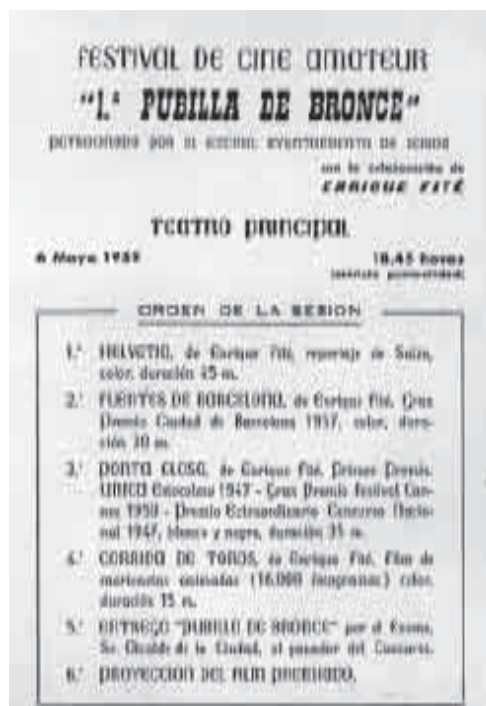 FESTIVAL DE CINE AMATEUR
"1.ª PUBILLA DE BRONCE"
PATROCINADO POR EL EXCMO. AYUNTAMIENTO DE
con la colaboración de
ENRIQUE FITÉ
TEATRO PRINCIPAL
6 Mayo 18,45 horas
(máxima puntualidad)
ORDEN DE LA SESION
1.º HELVETIA, de Enrique Fité, reportaje de Suiza,
color, duración 45 m.
2.º FUENTES DE BARCELONA, de Enrique Fité. Gran
Premio Ciudad de Barcelona 1957, color, dura-
ción 30 m.
3.º PORTA CLOSA, de Enrique Fité. Primer Premio.
UNICO 1947 - Gran Premio Festival Can-
nes 1950 - Premio Extraordinario Concurso Nacio-
nal 1947, blanco y negro, duración 35 m.
4.º CORRIDA DE TOROS, de Enrique Fité. Film de
animadas (16.000 fotogramas) color,
duración 15 m.
5.º ENTREGA "PUBILLA DE BRONCE" por el Excmo.
Sr. Alcalde de la Ciudad, al ganador del Concurso.
6.º PROYECCION DEL FILM PREMIADO.